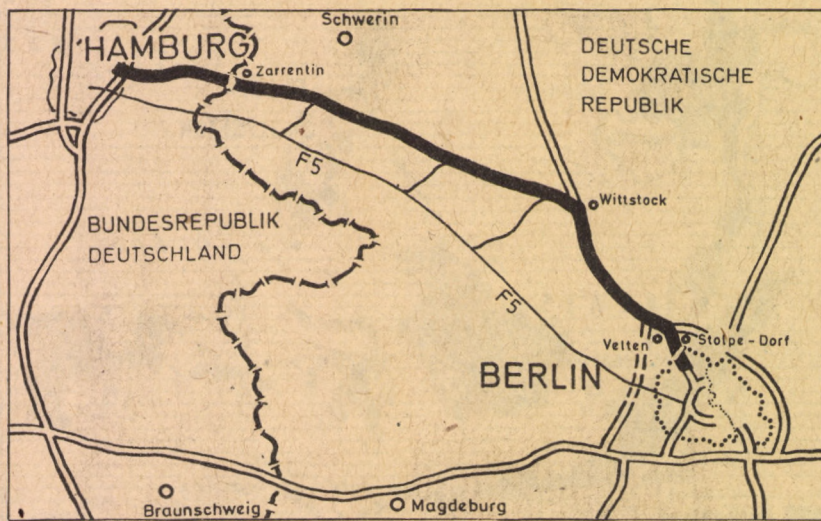 Schwerin
HAMBURG
Zarrentin
DEUTSCHE
DEMOKRATISCHE
REPUBLIK
F5
Wittstock
BUNDESREPUBLIK
DEUTSCHLAND
F5
Velten
Stolpe-Dorf
BERLIN
Braunschweig
Magdeburg